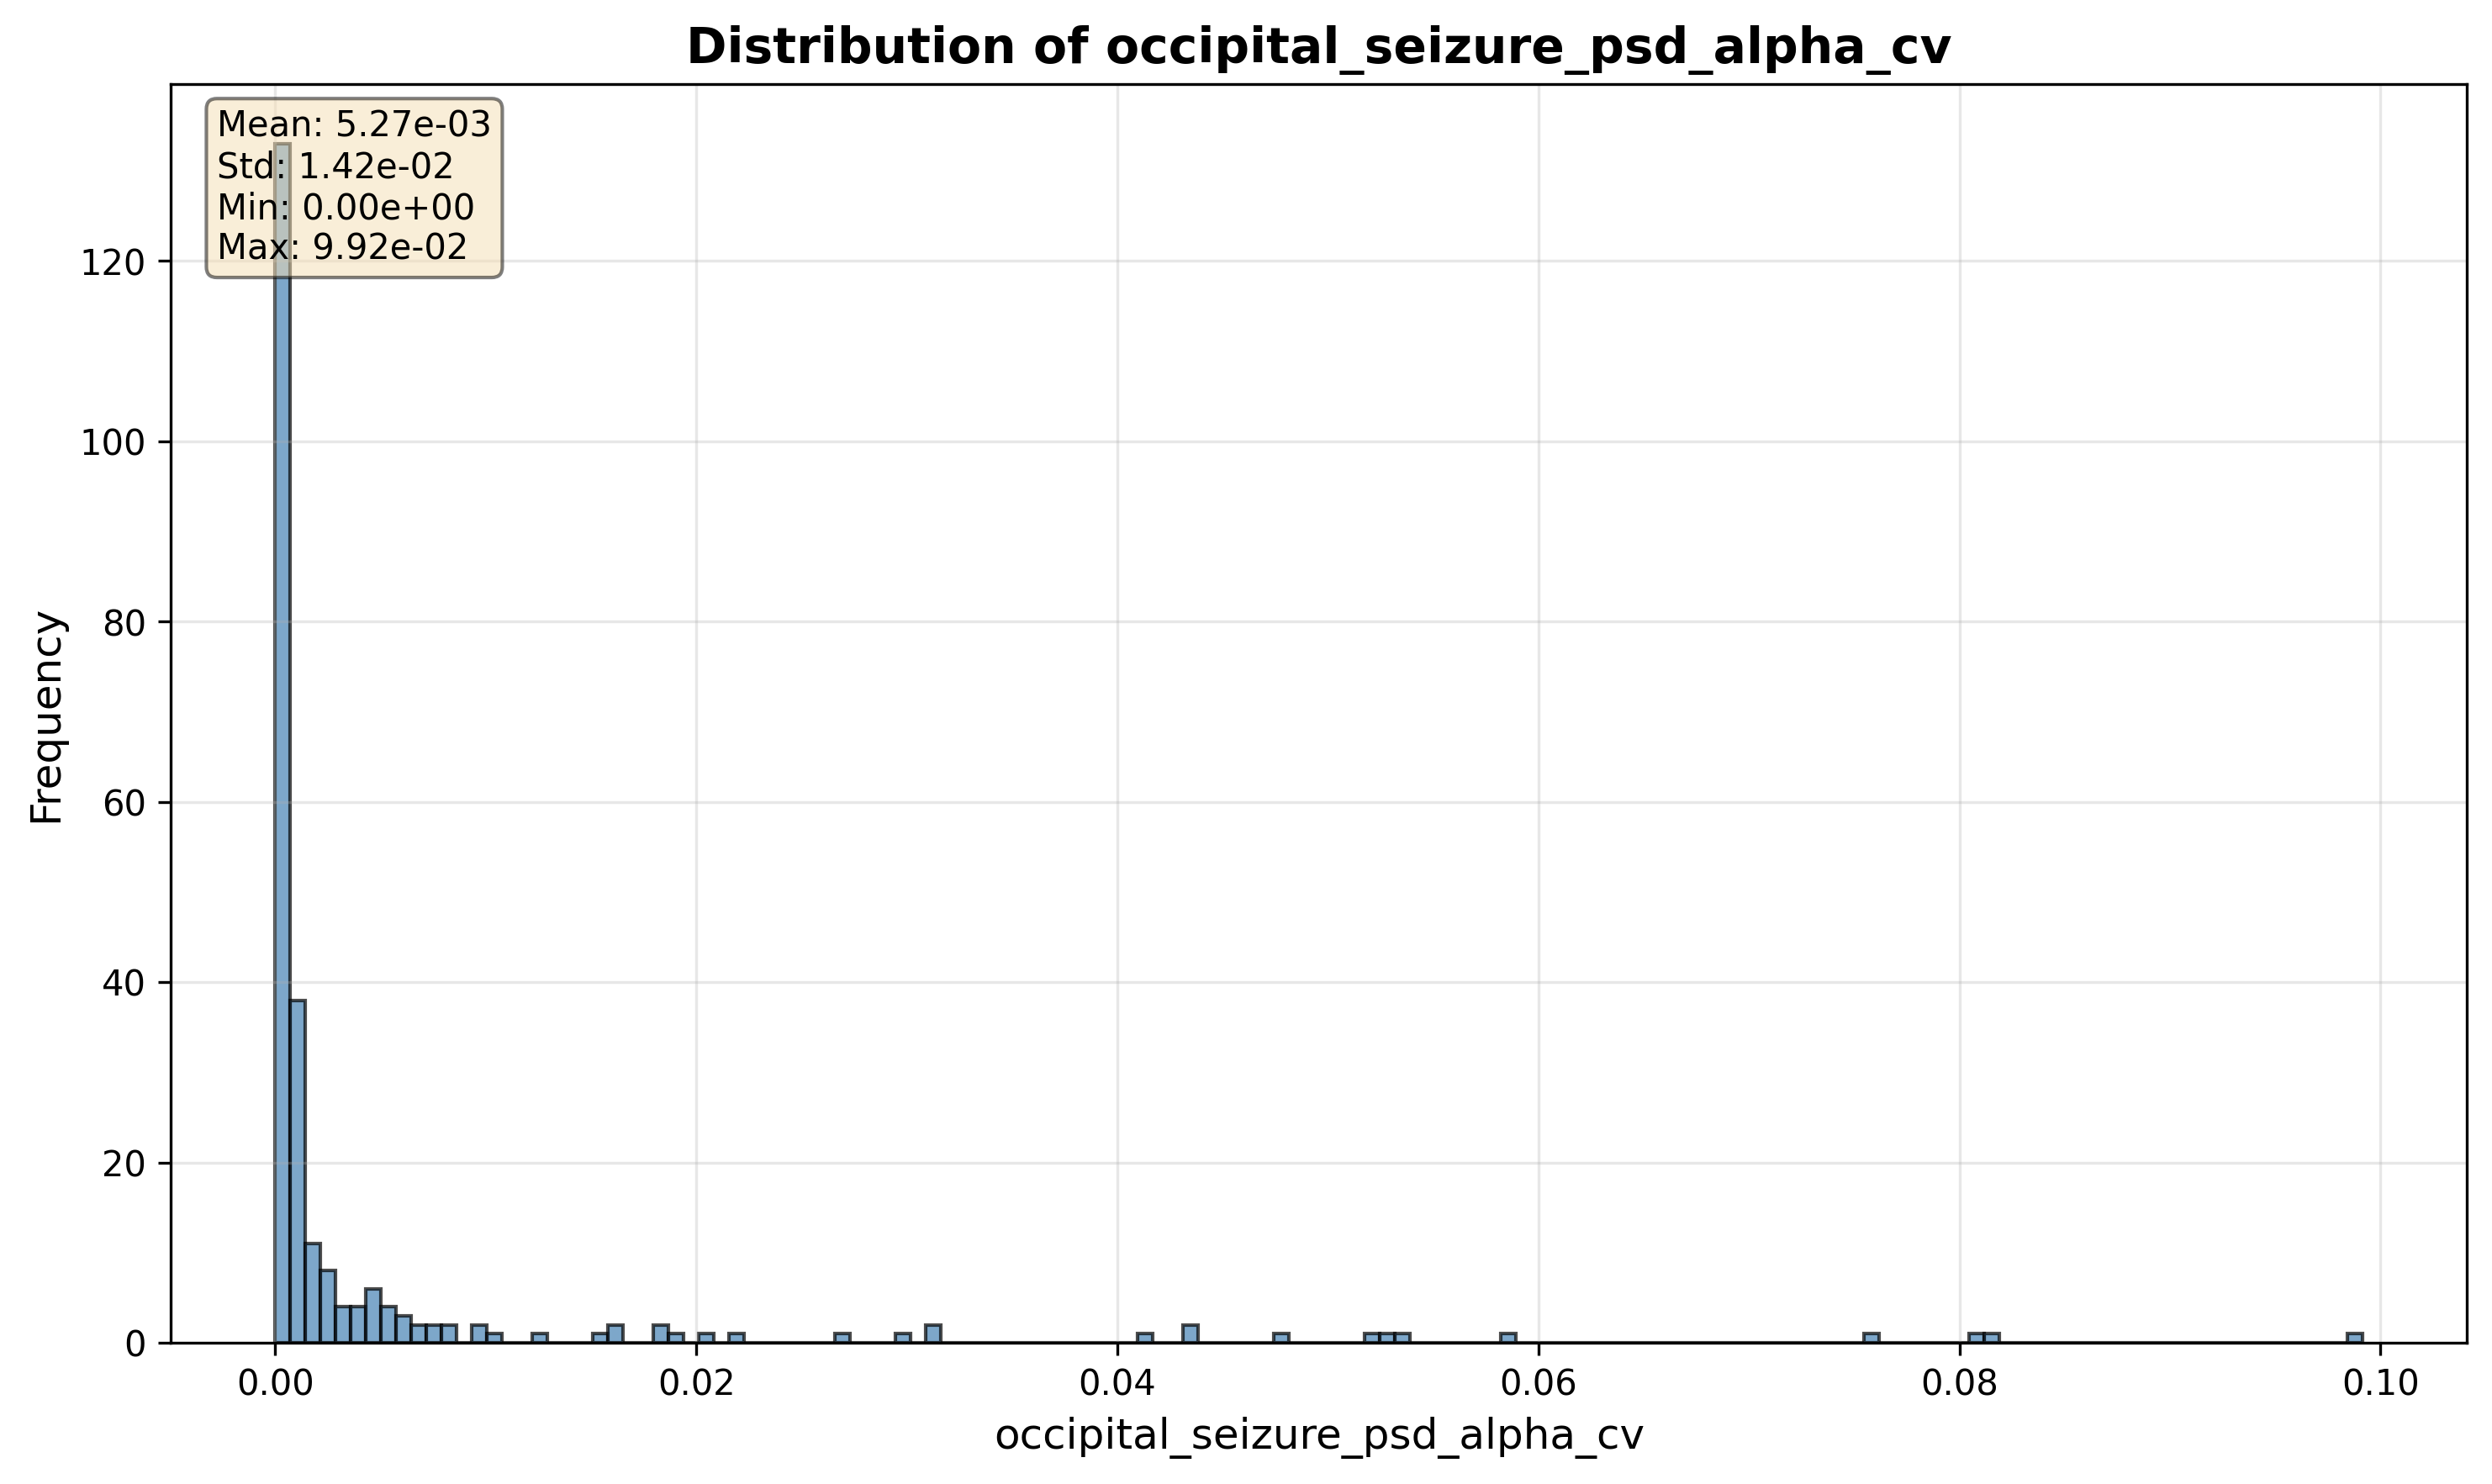 Distribution of occipital_seizure_psd_alpha_cv
Mean: 5.27e-03
Std: 1.42e-02
Min: 0.00e+00
Max: 9.92e-02
120
100
80
60
40
20
0
Frequency
0.00 0.02 0.04 0.06 0.08 0.10
occipital_seizure_psd_alpha_cv